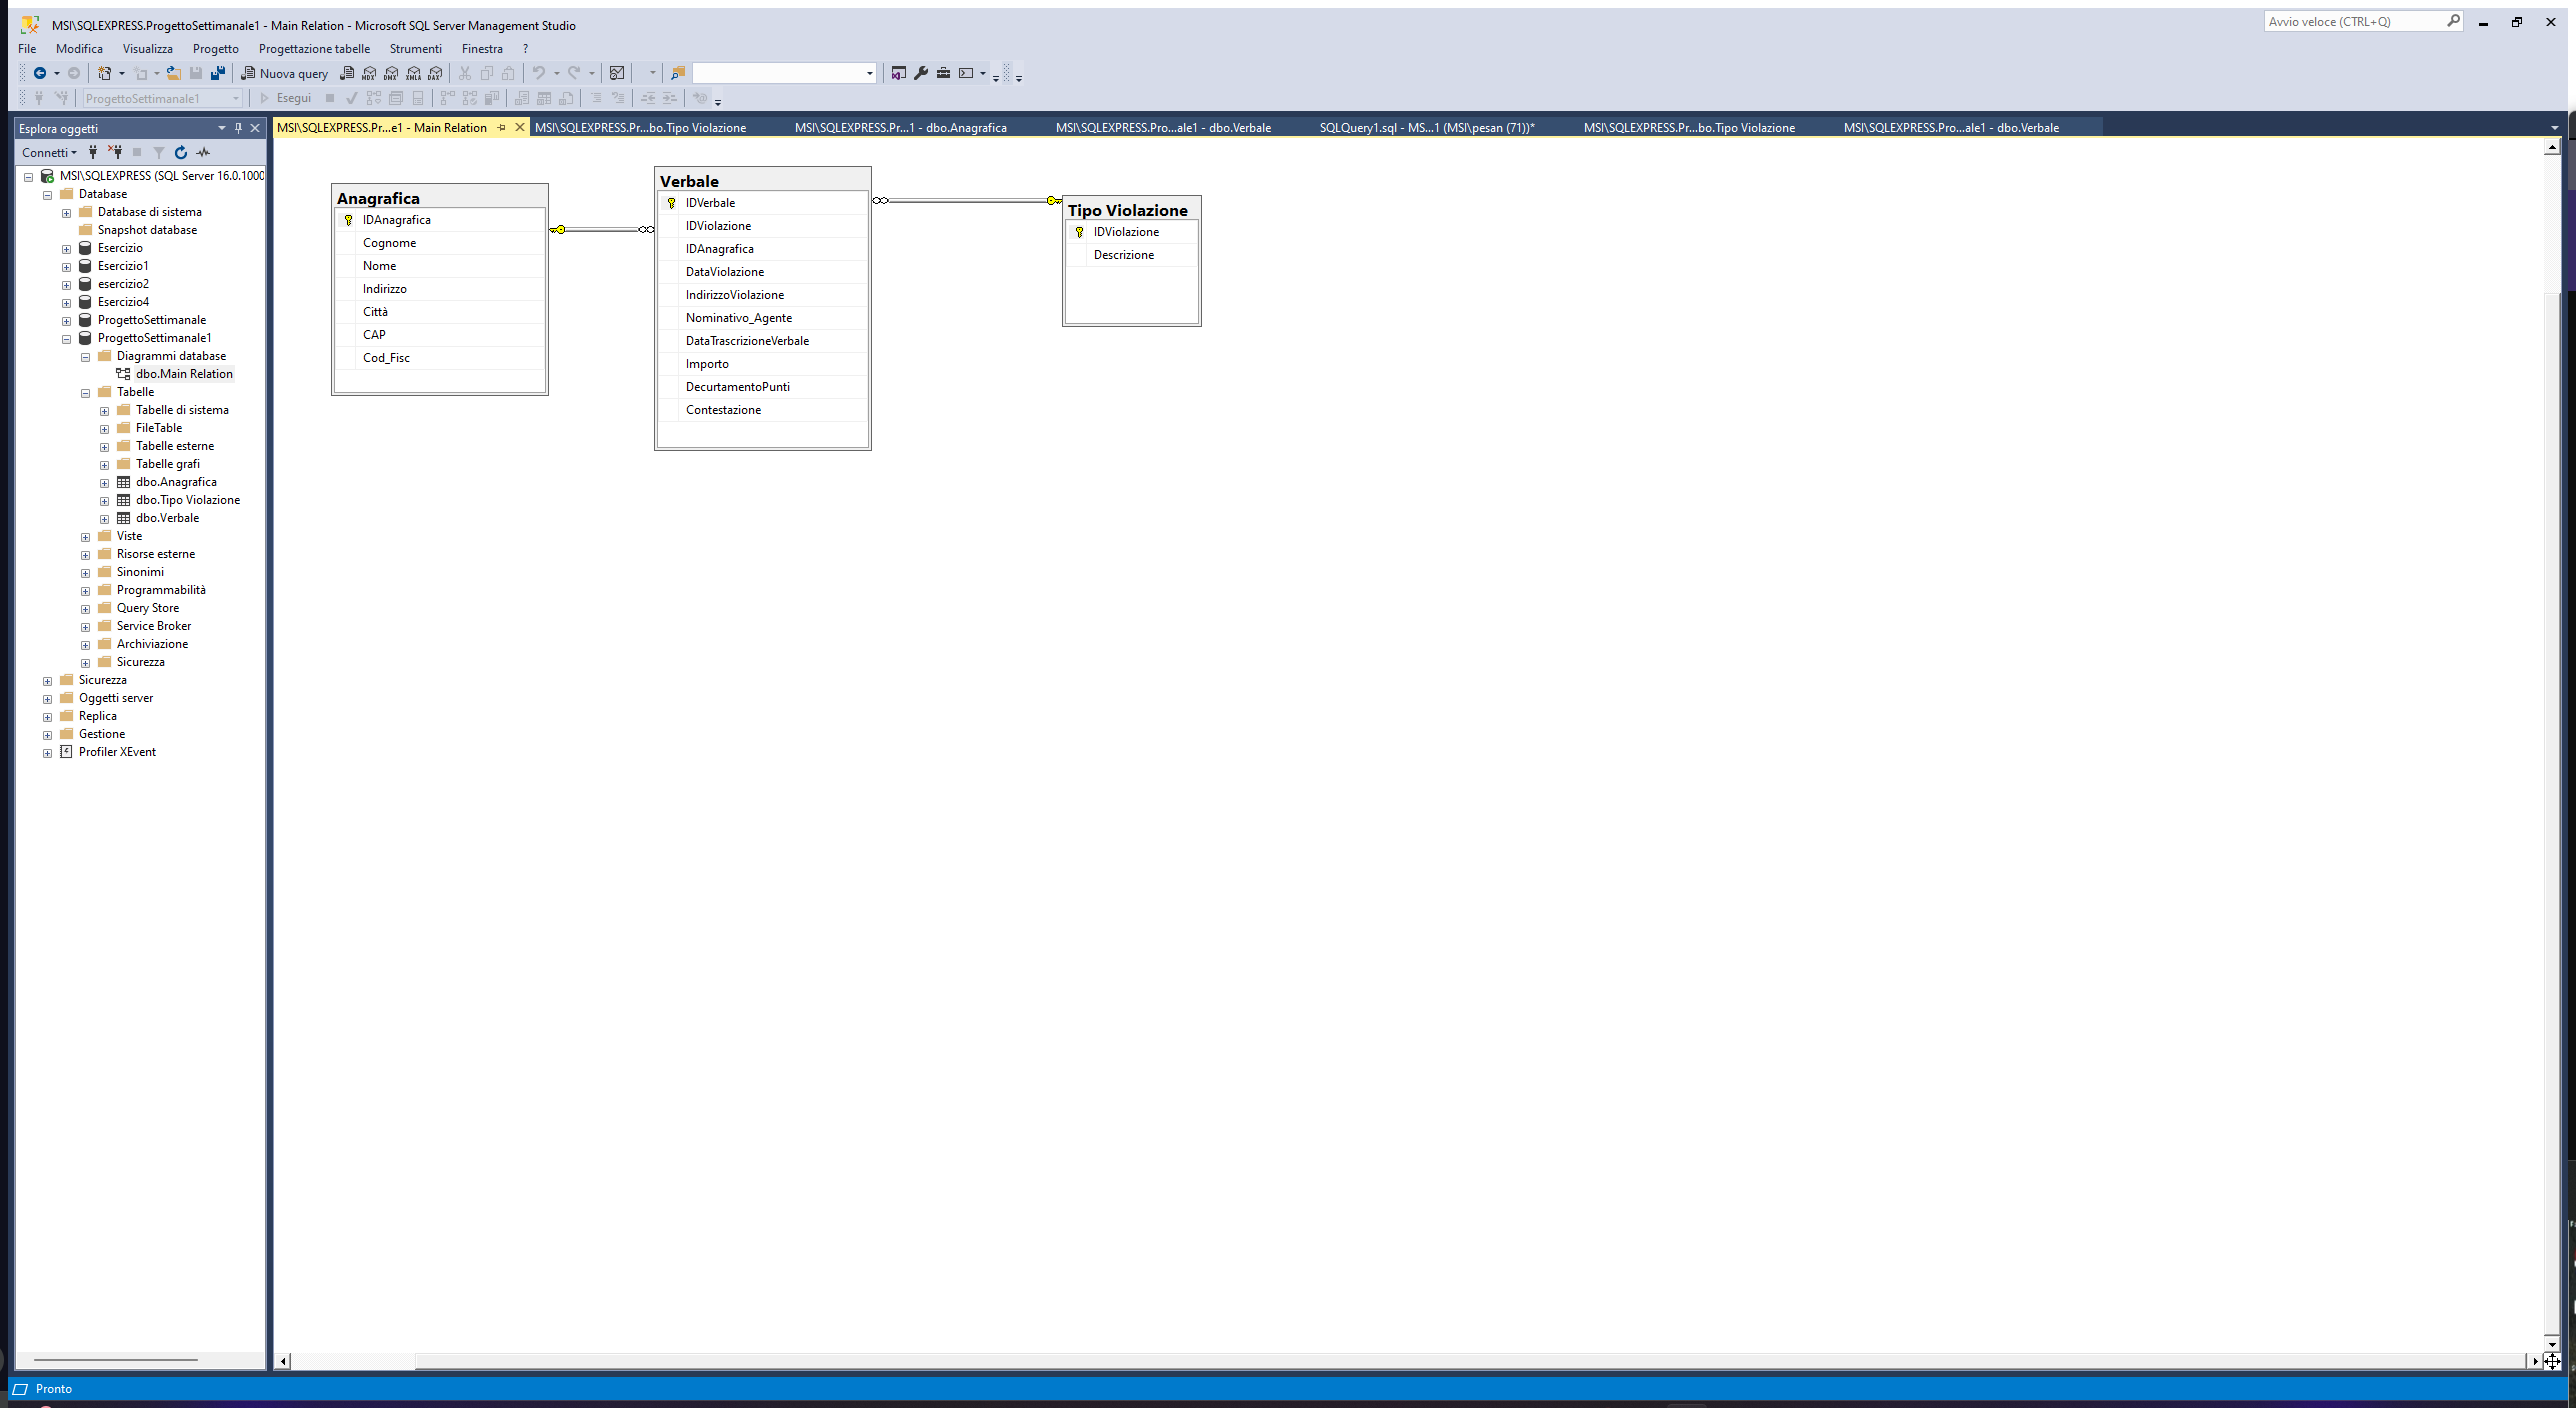 MSI\SQLEXPRESS.ProgettoSettimanale1 - Main Relation - Microsoft SQL Server Management Studio
Avvio veloce (CTRL+Q)
File Modifica Visualizza Progetto Progettazione tabelle Strumenti Finestra ?
Nuova query MDX DMX XMLA DAX
ProgettoSettimanale1 Esegui
Esplora oggetti
MSI\SQLEXPRESS.Pr...e1 - Main Relation MSI\SQLEXPRESS.Pr...bo.Tipo Violazione MSI\SQLEXPRESS.Pr...1 - dbo.Anagrafica MSI\SQLEXPRESS.Pro...ale1 - dbo.Verbale SQLQuery1.sql - MS...1 (MSI\pesan (71))* MSI\SQLEXPRESS.Pr...bo.Tipo Violazione MSI\SQLEXPRESS.Pro...ale1 - dbo.Verbale
Connetti
MSI\SQLEXPRESS (SQL Server 16.0.1000
Database
Database di sistema
Snapshot database
Esercizio
Esercizio1
esercizio2
Esercizio4
ProgettoSettimanale
ProgettoSettimanale1
Diagrammi database
dbo.Main Relation
Tabelle
Tabelle di sistema
FileTable
Tabelle esterne
Tabelle grafi
dbo.Anagrafica
dbo.Tipo Violazione
dbo.Verbale
Viste
Risorse esterne
Sinonimi
Programmabilità
Query Store
Service Broker
Archiviazione
Sicurezza
Sicurezza
Oggetti server
Replica
Gestione
Profiler XEvent
Anagrafica
IDAnagrafica
Cognome
Nome
Indirizzo
Città
CAP
Cod_Fisc
Verbale
IDVerbale
IDViolazione
IDAnagrafica
DataViolazione
IndirizzoViolazione
Nominativo_Agente
DataTrascrizioneVerbale
Importo
DecurtamentoPunti
Contestazione
Tipo Violazione
IDViolazione
Descrizione
Pronto